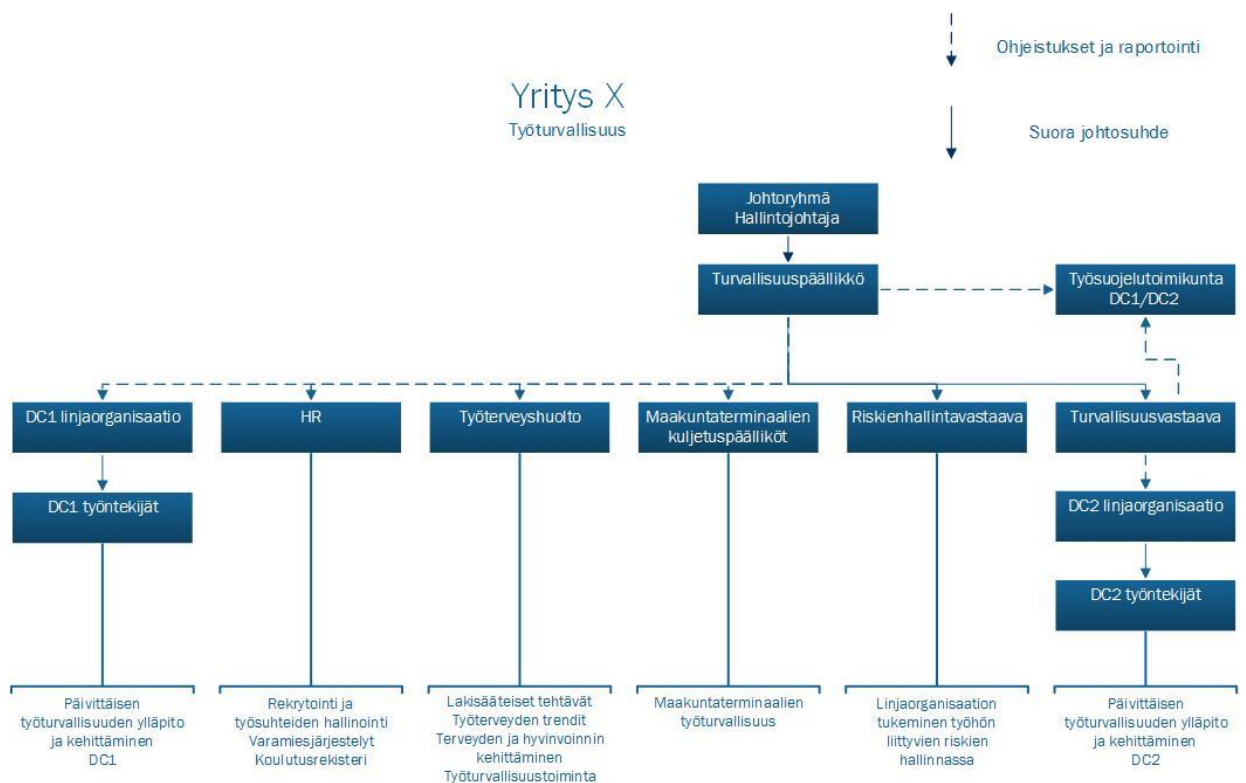 Ohjeistukset ja raportointi
Yritys X
Työturvallisuus
Suora johtosuhde
Johtoryhmä
Hallintojohtaja
Turvallisuuspäällikkö
Työsuojelutoimikunta
DC1/DC2
DC1 linjaorganisaatio
HR
Työterveyshuolto
Maakuntaterminaalien
kuljetuspäälliköt
Riskienhallintavastaava
Turvallisuusvastaava
DC1 työntekijät
DC2 linjaorganisaatio
DC2 työntekijät
Päivittäisen
työturvallisuuden ylläpito
ja kehittäminen
DC1
Rekrytointi ja
työsuhteiden hallinointi
Varamiesjärjestelyt
Koulutusrekisteri
Lakisääteiset tehtävät
Työterveyden trendit
Terveyden ja hyvinvoinnin
kehittäminen
Työturvallisuustoiminta
Maakuntaterminaalien
työturvallisuus
Linjaorganisaation
tukeminen työhön
liittyvien riskien
hallinnassa
Päivittäisen
työturvallisuuden ylläpito
ja kehittäminen
DC2